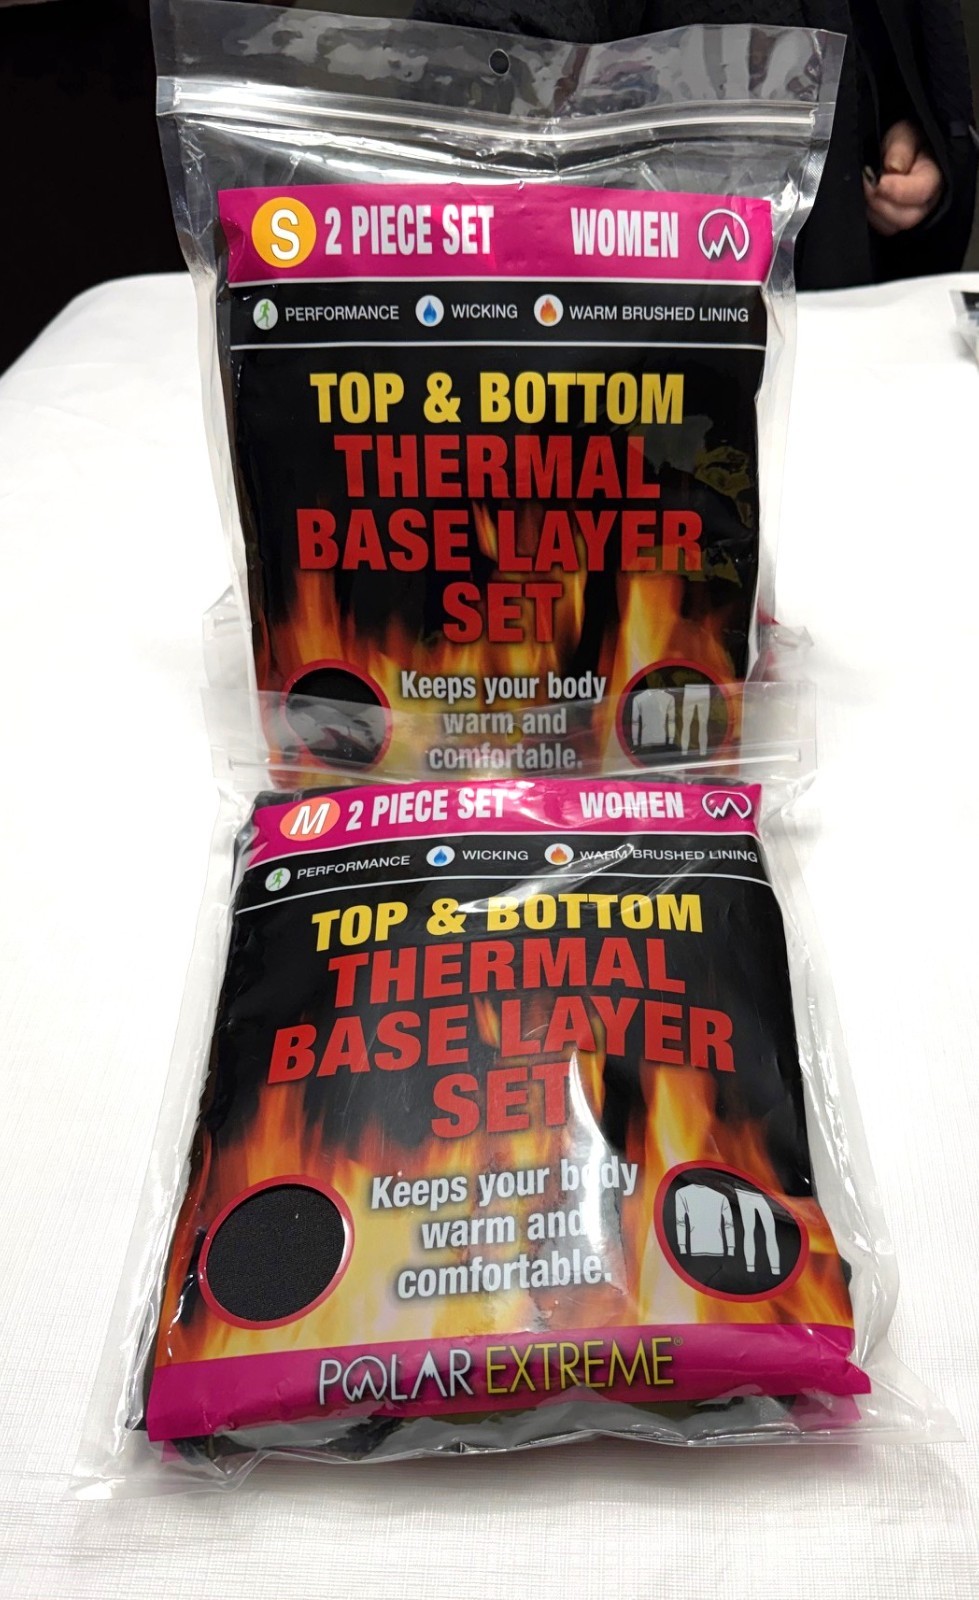 S 2 PIECE SET WOMEN
PERFORMANCE WICKING WARM BRUSHED LINING
TOP & BOTTOM
THERMAL
BASE LAYER
SET
Keeps your body
warm and
comfortable.
M 2 PIECE SET WOMEN
PERFORMANCE WICKING WARM BRUSHED LINING
TOP & BOTTOM
THERMAL
BASE LAYER
SET
Keeps your body
warm and
comfortable.
POLAR EXTREME®